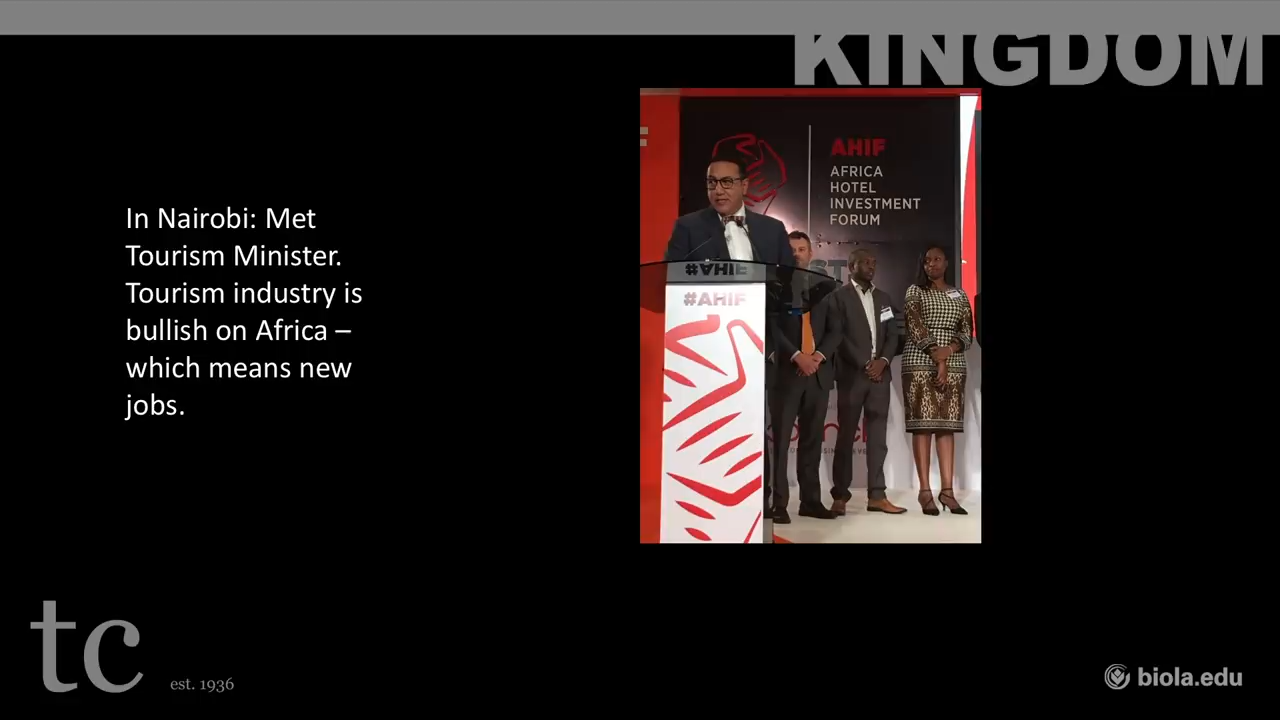 KINGDOM
In Nairobi: Met
Tourism Minister.
Tourism industry is
bullish on Africa –
which means new
jobs.
AHIF
AFRICA
HOTEL
INVESTMENT
FORUM
#AHIF
#AHIF
tc
est. 1936
biola.edu